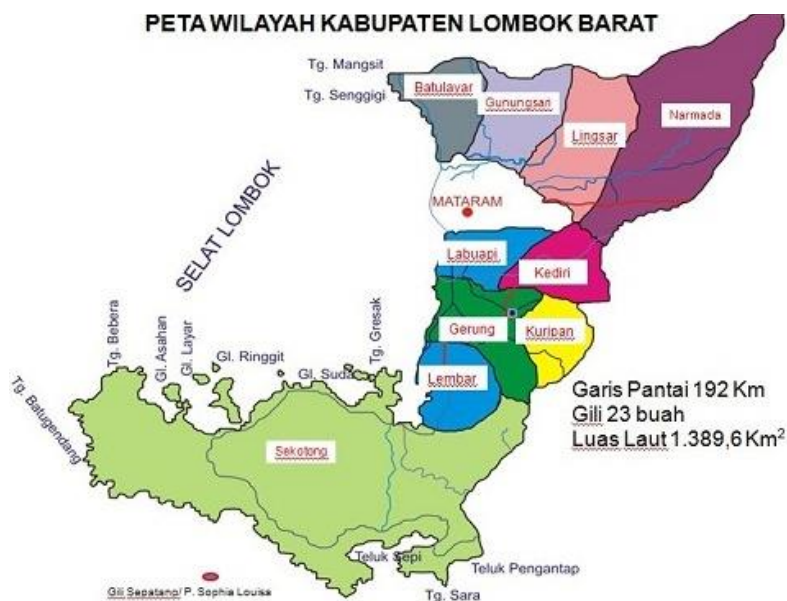 PETA WILAYAH KABUPATEN LOMBOK BARAT
Tg. Mangsit
Tg. Senggigi
Batulayar
Gunungsari
Lingsar
Narmada
MATARAM
SELAT LOMBOK
Labuapi
Kediri
Gerung
Kuripan
Lembar
Tg. Bebera
Gl. Asahan
Gl. Layar
Gl. Ringgit
Gl. Suda
Tg. Gresak
Tg. Batugendang
Garis Pantai 192 Km
Gili 23 buah
Luas Laut 1.389,6 Km²
Sekotong
Teluk Sepi
Teluk Pengantap
Gili Sepatang/ P. Sophia Louisa
Tg. Sara